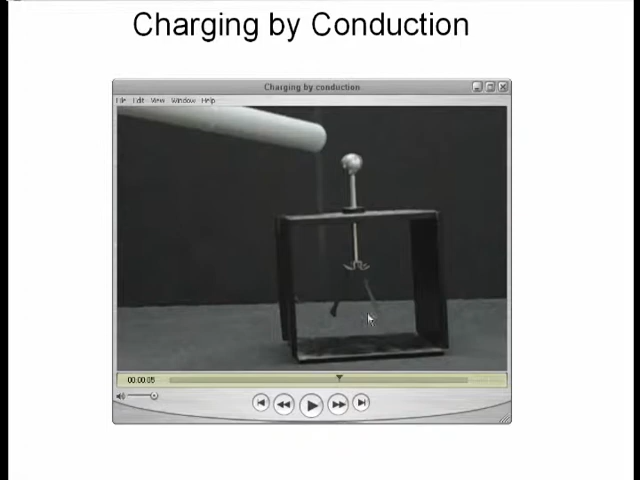 Charging by Conduction
Charging by conduction
File Edit View Window Help
00:00:05